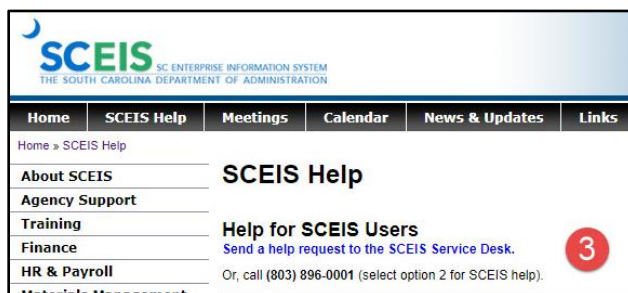 SCEIS SC ENTERPRISE INFORMATION SYSTEM
THE SOUTH CAROLINA DEPARTMENT OF ADMINISTRATION
Home SCEIS Help Meetings Calendar News & Updates Links
Home » SCEIS Help
About SCEIS
Agency Support
Training
Finance
HR & Payroll
Materials Management
SCEIS Help
Help for SCEIS Users
Send a help request to the SCEIS Service Desk.
Or, call (803) 896-0001 (select option 2 for SCEIS help).
3